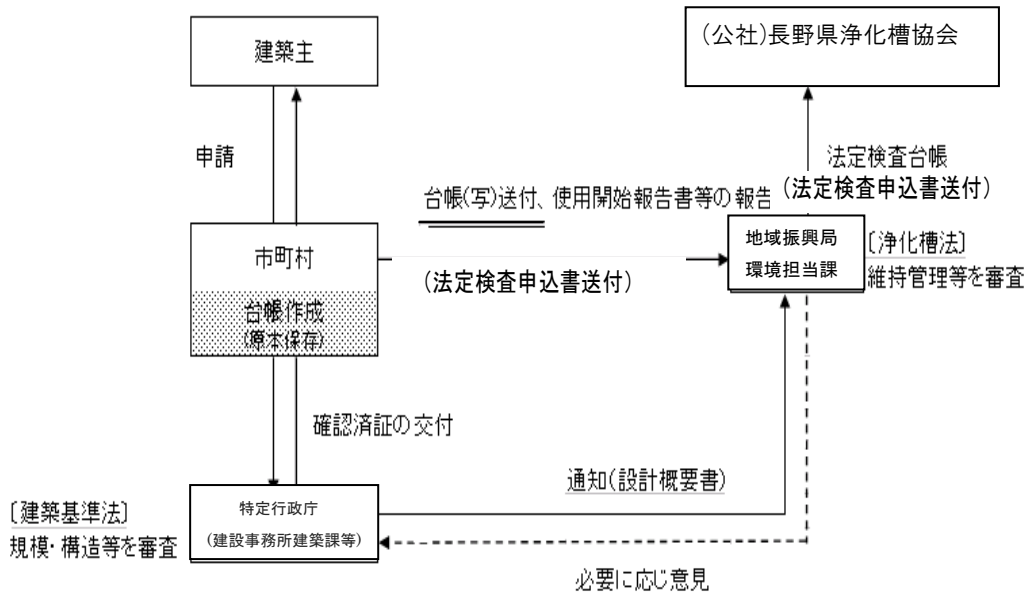 建築主
(公社)長野県浄化槽協会
申請
法定検査台帳
(法定検査申込書送付)
台帳(写)送付、使用開始報告書等の報告
市町村
台帳作成
(原本保存)
(法定検査申込書送付)
地域振興局
環境担当課
〔浄化槽法〕
維持管理等を審査
確認済証の交付
通知(設計概要書)
〔建築基準法〕
規模・構造等を審査
特定行政庁
(建設事務所建築課等)
必要に応じ意見